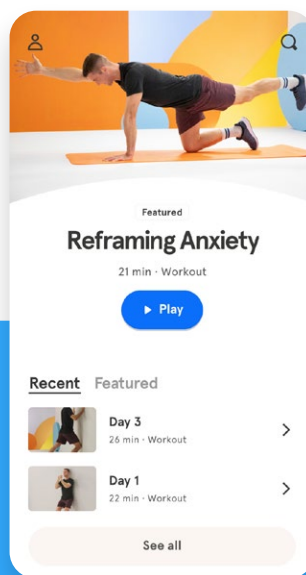 Featured
Reframing Anxiety
21 min · Workout
Play
Recent Featured
Day 3
26 min · Workout
Day 1
22 min · Workout
See all